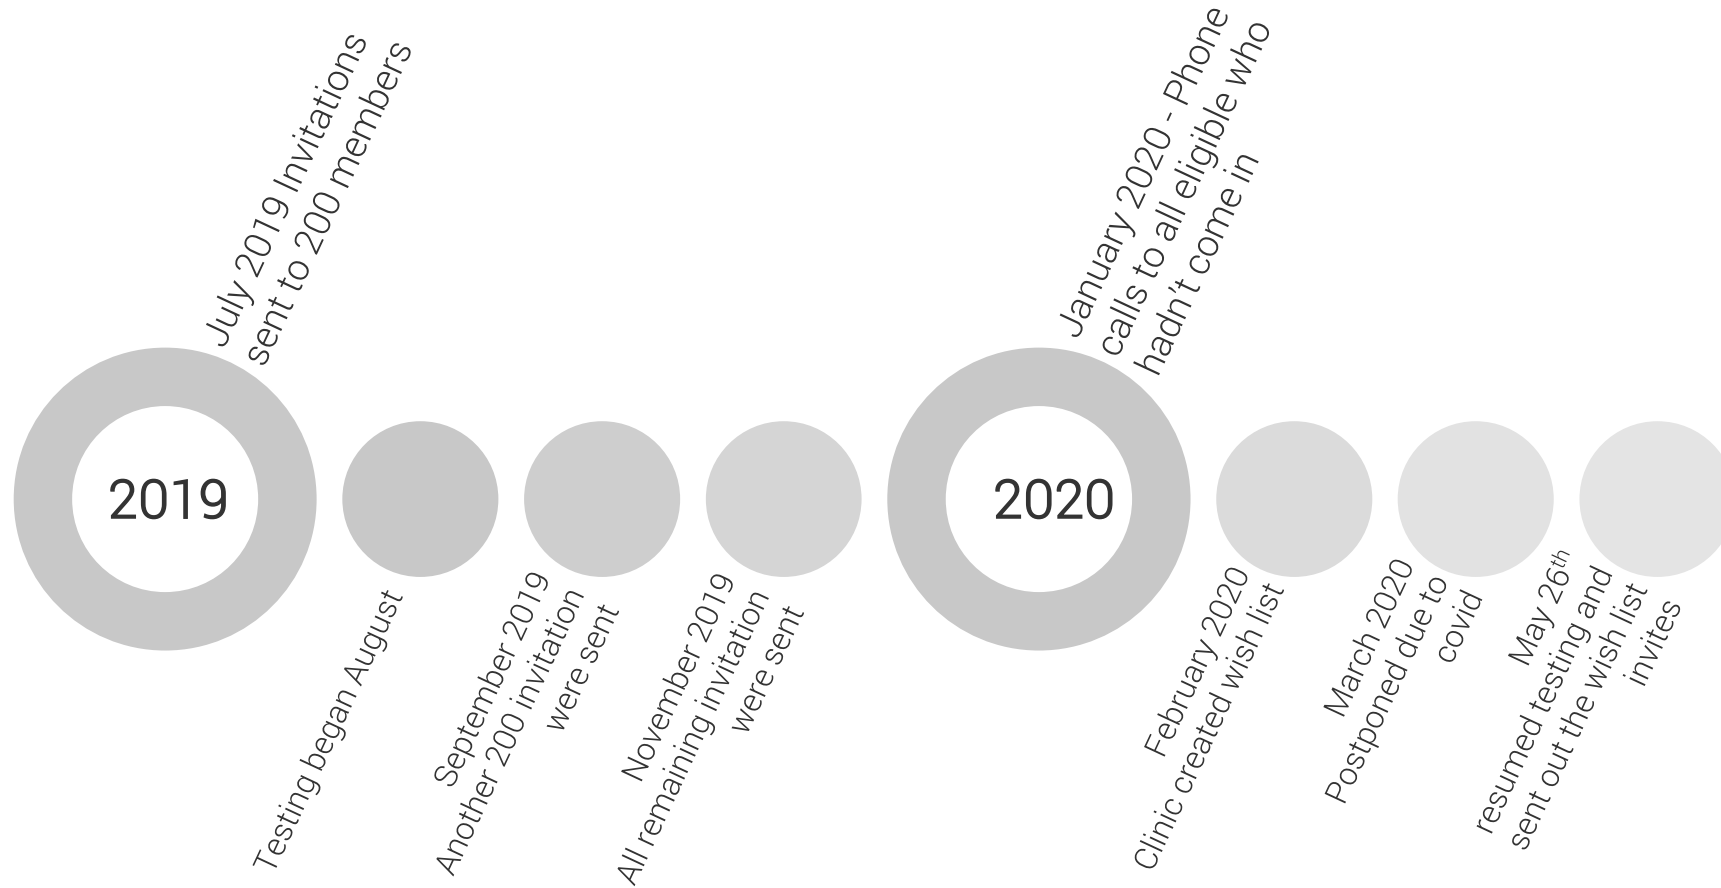 July 2019 Invitations
sent to 200 members
2019
Testing began August
September 2019
Another 200 invitation
were sent
November 2019
All remaining invitation
were sent
January 2020 - Phone
calls to all eligible who
hadn't come in
2020
February 2020
Clinic created wish list
March 2020
Postponed due to
covid
May 26th
resumed testing and
sent out the wish list
invites